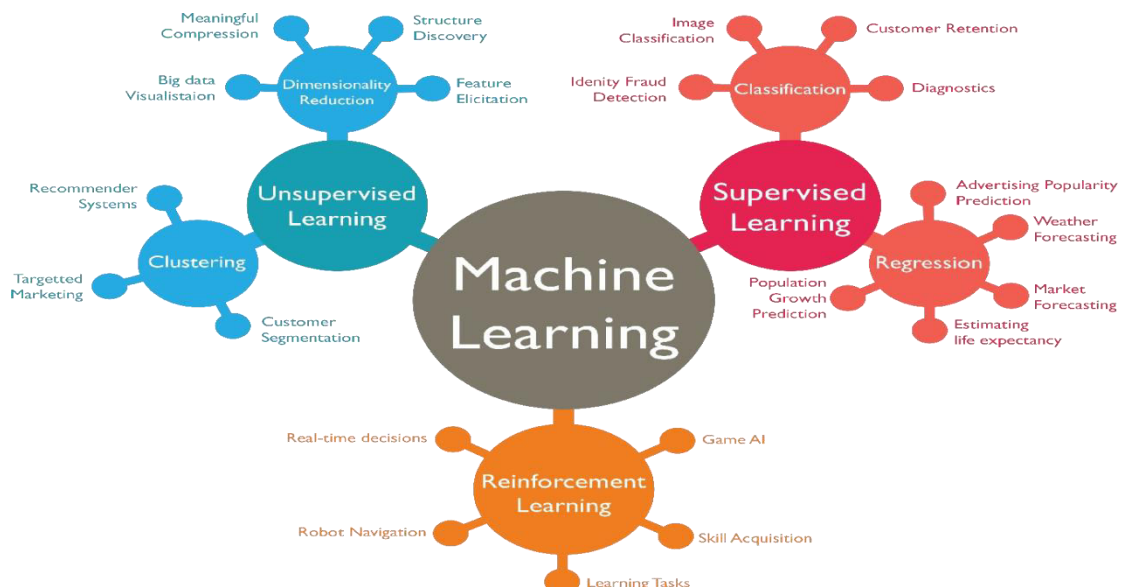 Meaningful
Compression
Structure
Discovery
Big data
Visualistaion
Dimensionality
Reduction
Feature
Elicitation
Unsupervised
Learning
Recommender
Systems
Clustering
Targetted
Marketing
Customer
Segmentation
Machine
Learning
Image
Classification
Customer Retention
Idenity Fraud
Detection
Classification
Diagnostics
Supervised
Learning
Advertising Popularity
Prediction
Weather
Forecasting
Regression
Population
Growth
Prediction
Market
Forecasting
Estimating
life expectancy
Real-time decisions
Game AI
Reinforcement
Learning
Robot Navigation
Skill Acquisition
Learning Tasks